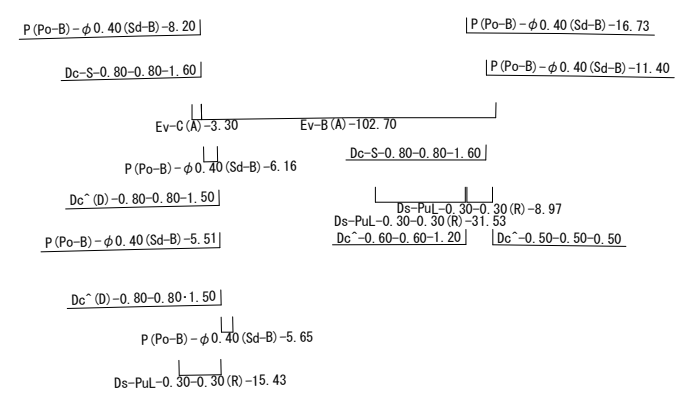 P(Po-B)-φ0.40(Sd-B)-8.20
P(Po-B)-φ0.40(Sd-B)-16.73
Dc-S-0.80-0.80-1.60
P(Po-B)-φ0.40(Sd-B)-11.40
Ev-C(A)-3.30
Ev-B(A)-102.70
Dc-S-0.80-0.80-1.60
P(Po-B)-φ0.40(Sd-B)-6.16
Dc^(D)-0.80-0.80-1.50
Ds-PuL-0.30-0.30(R)-8.97
Ds-PuL-0.30-0.30(R)-31.53
P(Po-B)-φ0.40(Sd-B)-5.51
Dc^-0.60-0.60-1.20
Dc^-0.50-0.50-0.50
Dc^(D)-0.80-0.80·1.50
P(Po-B)-φ0.40(Sd-B)-5.65
Ds-PuL-0.30-0.30(R)-15.43